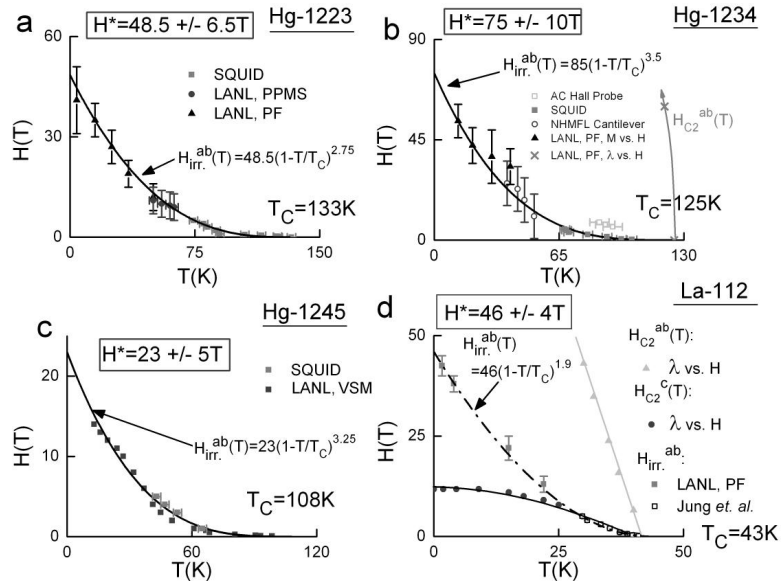 a
H*=48.5 +/- 6.5T
Hg-1223
60
30
0
H(T)
SQUID
LANL, PPMS
LANL, PF
H_irr.^ab(T)=48.5(1-T/T_C)^2.75
T_C=133K
0
75
150
T(K)
b
H*=75 +/- 10T
Hg-1234
90
45
0
H(T)
H_irr.^ab(T)=85(1-T/T_C)^3.5
AC Hall Probe
SQUID
NHMFL Cantilever
LANL, PF, M vs. H
LANL, PF, λ vs. H
H_C2^ab(T)
T_C=125K
0
65
130
T(K)
c
Hg-1245
H*=23 +/- 5T
20
10
0
H(T)
SQUID
LANL, VSM
H_irr.^ab(T)=23(1-T/T_C)^3.25
T_C=108K
0
60
120
T(K)
d
La-112
H*=46 +/- 4T
50
25
0
H(T)
H_irr.^ab(T)
=46(1-T/T_C)^1.9
H_C2^ab(T):
λ vs. H
H_C2^c(T):
λ vs. H
H_irr.^ab:
LANL, PF
Jung et. al.
T_C=43K
0
25
50
T(K)